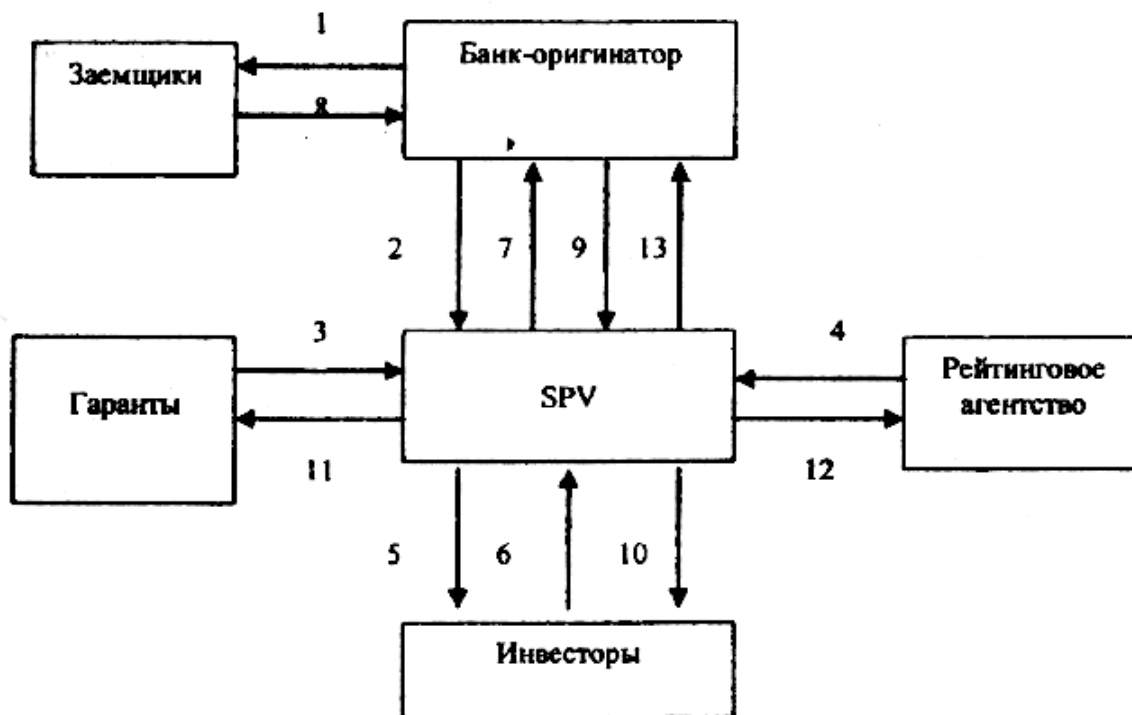 1
Заемщики
Банк-оригинатор
8
2
7
9
13
3
4
Гаранты
SPV
Рейтинговое
агентство
11
12
5
6
10
Инвесторы